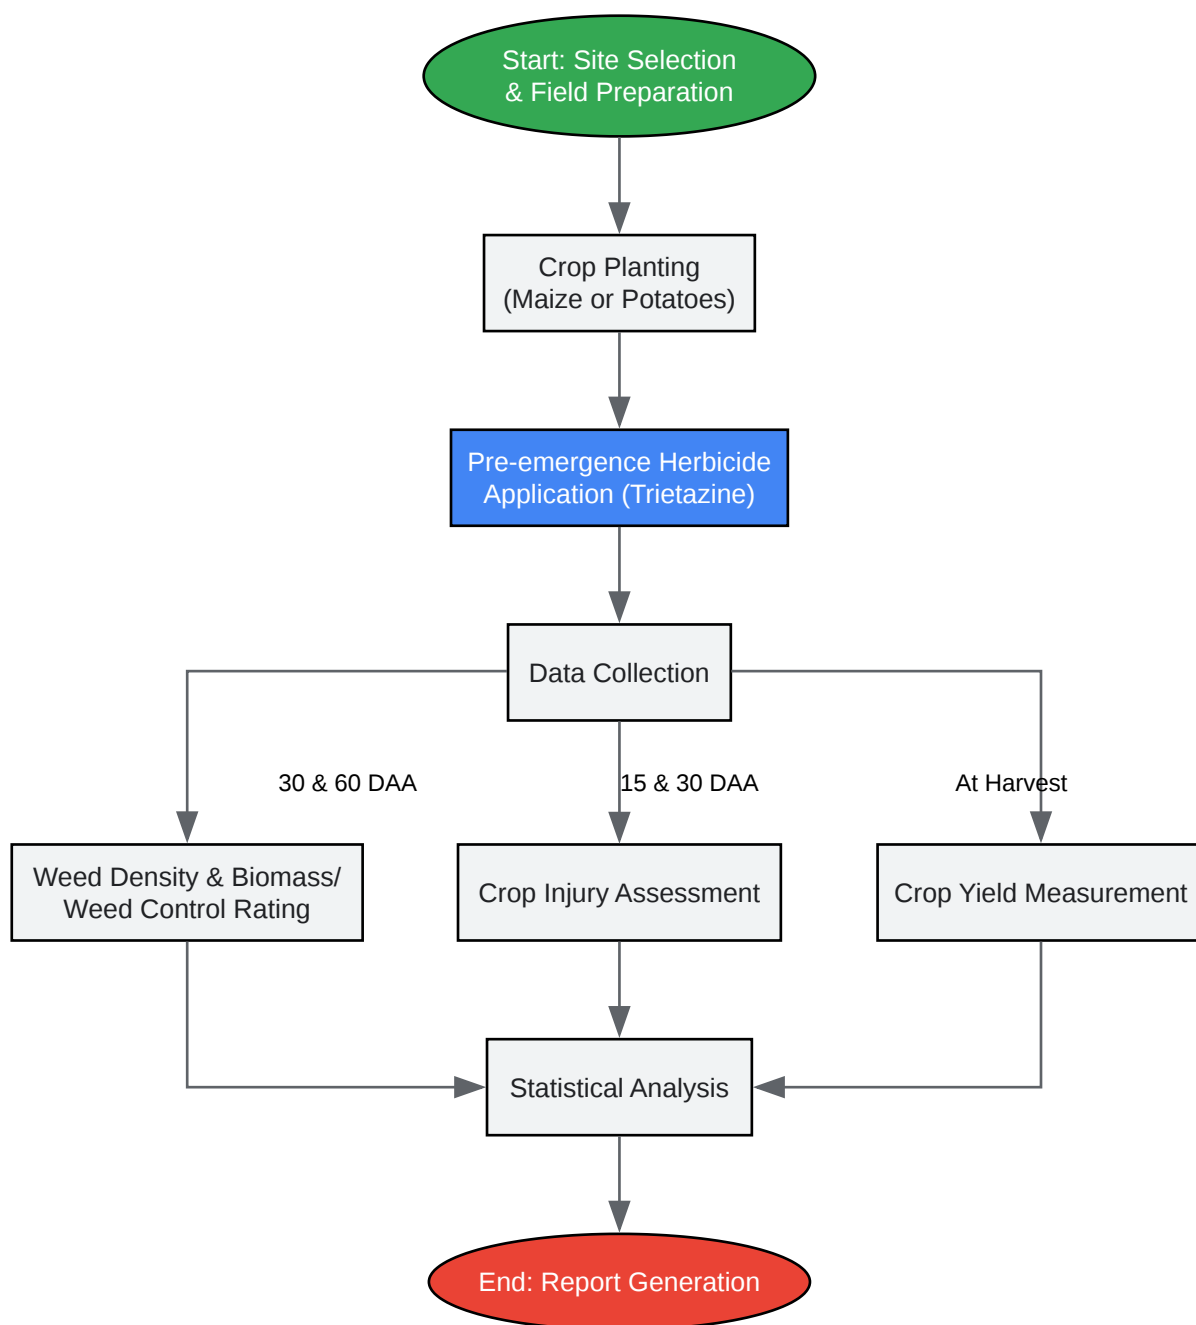 Start: Site Selection
& Field Preparation
Crop Planting
(Maize or Potatoes)
Pre-emergence Herbicide
Application (Trietazine)
Data Collection
30 & 60 DAA
15 & 30 DAA
At Harvest
Weed Density & Biomass/
Weed Control Rating
Crop Injury Assessment
Crop Yield Measurement
Statistical Analysis
End: Report Generation